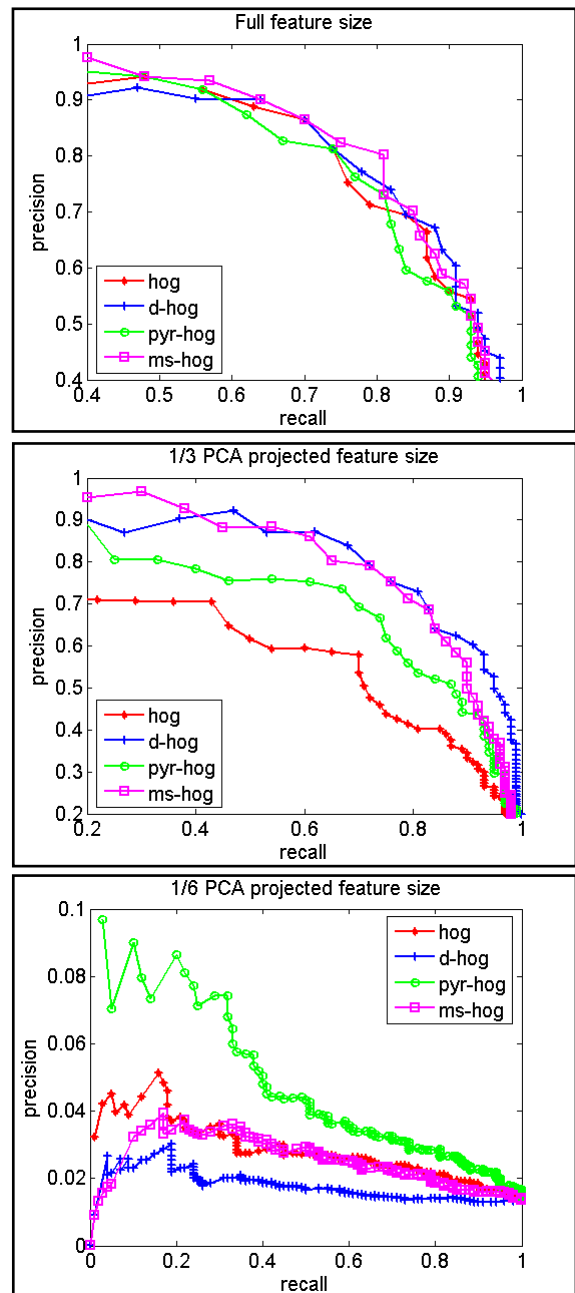 Full feature size
1
0.9
0.8
0.7
0.6
0.5
0.4
precision
hog
d-hog
pyr-hog
ms-hog
0.4 0.5 0.6 0.7 0.8 0.9 1
recall
1/3 PCA projected feature size
1
0.9
0.8
0.7
0.6
0.5
0.4
0.3
0.2
precision
hog
d-hog
pyr-hog
ms-hog
0.2 0.4 0.6 0.8 1
recall
1/6 PCA projected feature size
0.1
0.08
0.06
0.04
0.02
0
precision
hog
d-hog
pyr-hog
ms-hog
0 0.2 0.4 0.6 0.8 1
recall